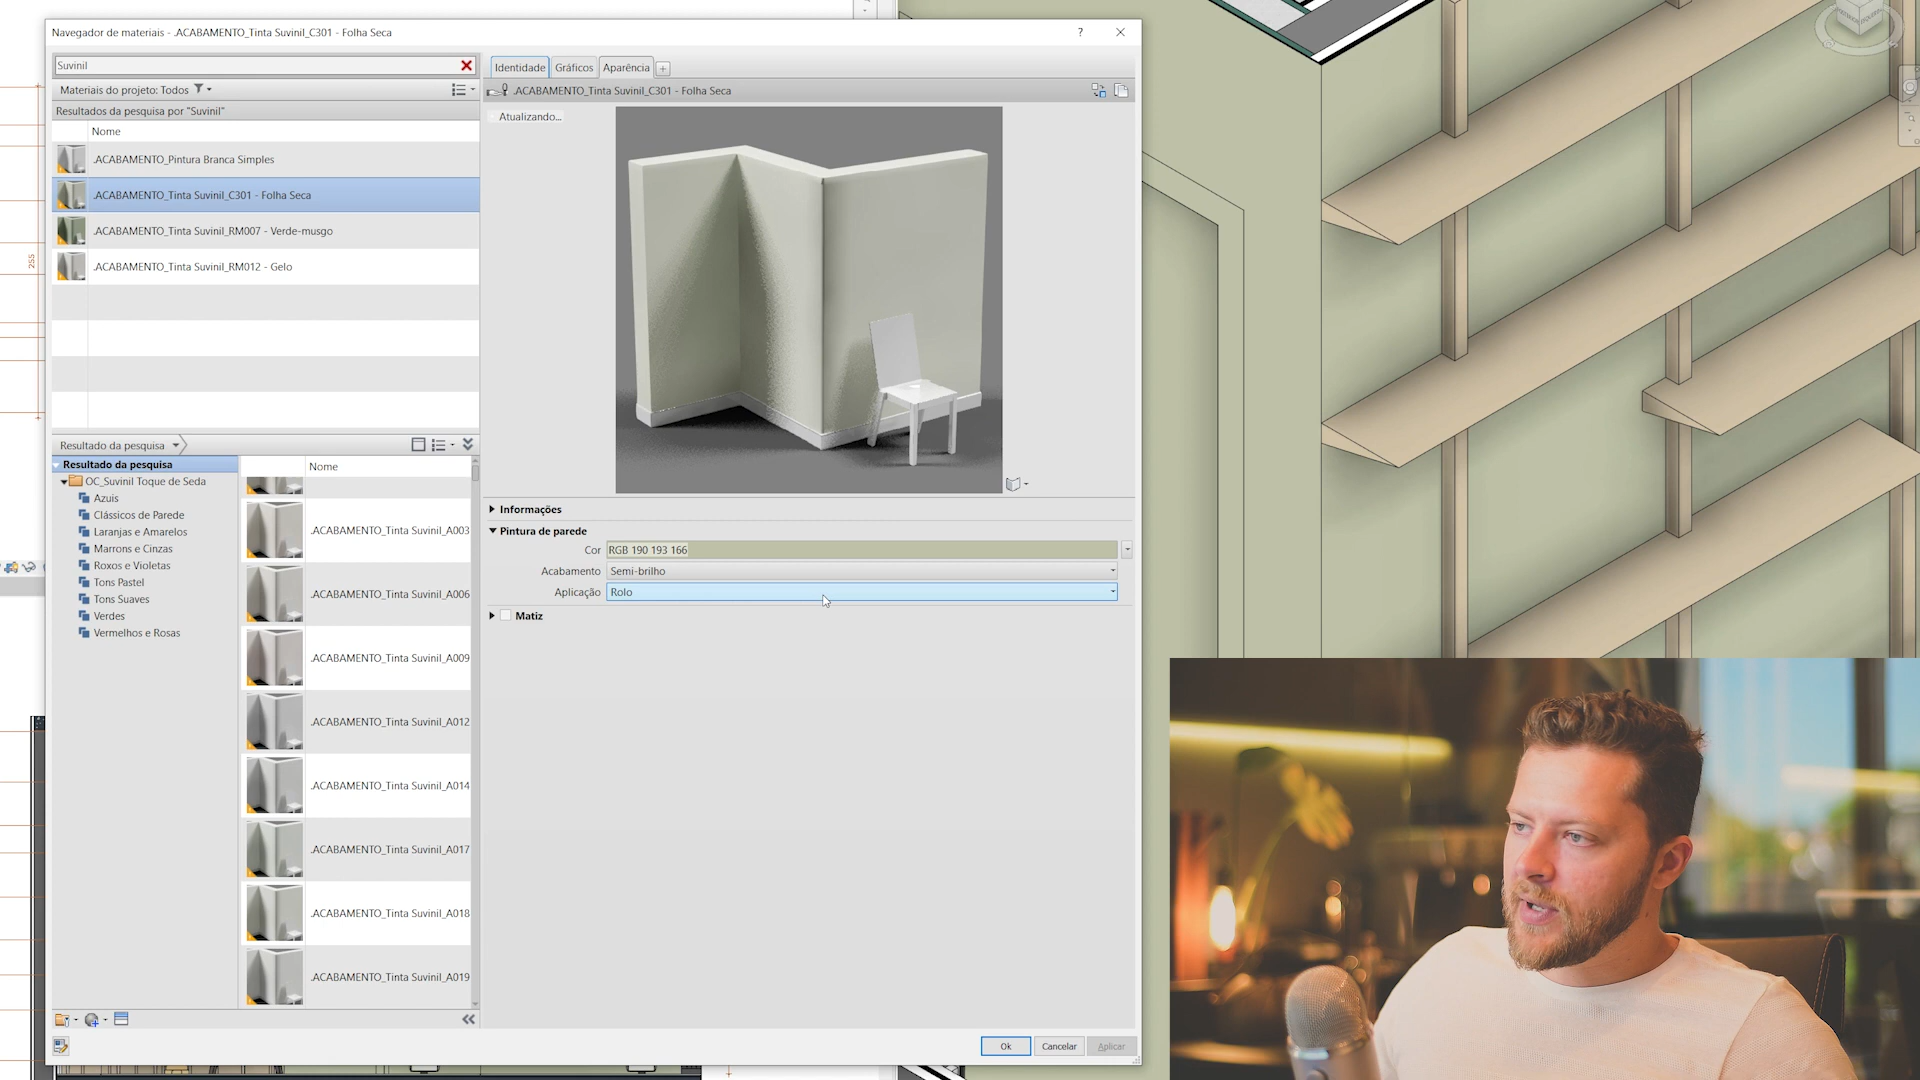 Navegador de materiais - .ACABAMENTO_Tinta Suvinil_C301 - Folha Seca
?
Suvinil
Materiais do projeto: Todos
Resultados da pesquisa por "Suvinil"
Nome
.ACABAMENTO_Pintura Branca Simples
.ACABAMENTO_Tinta Suvinil_C301 - Folha Seca
.ACABAMENTO_Tinta Suvinil_RM007 - Verde-musgo
.ACABAMENTO_Tinta Suvinil_RM012 - Gelo
Resultado da pesquisa
Resultado da pesquisa
OC_Suvinil Toque de Seda
Azuis
Clássicos de Parede
Laranjas e Amarelos
Marrons e Cinzas
Roxos e Violetas
Tons Pastel
Tons Suaves
Verdes
Vermelhos e Rosas
Nome
.ACABAMENTO_Tinta Suvinil_A003
.ACABAMENTO_Tinta Suvinil_A006
.ACABAMENTO_Tinta Suvinil_A009
.ACABAMENTO_Tinta Suvinil_A012
.ACABAMENTO_Tinta Suvinil_A014
.ACABAMENTO_Tinta Suvinil_A017
.ACABAMENTO_Tinta Suvinil_A018
.ACABAMENTO_Tinta Suvinil_A019
Identidade
Gráficos
Aparência
.ACABAMENTO_Tinta Suvinil_C301 - Folha Seca
Atualizando...
Informações
Pintura de parede
Cor RGB 190 193 166
Acabamento Semi-brilho
Aplicação Rolo
Matiz
Ok
Cancelar
Aplicar
255